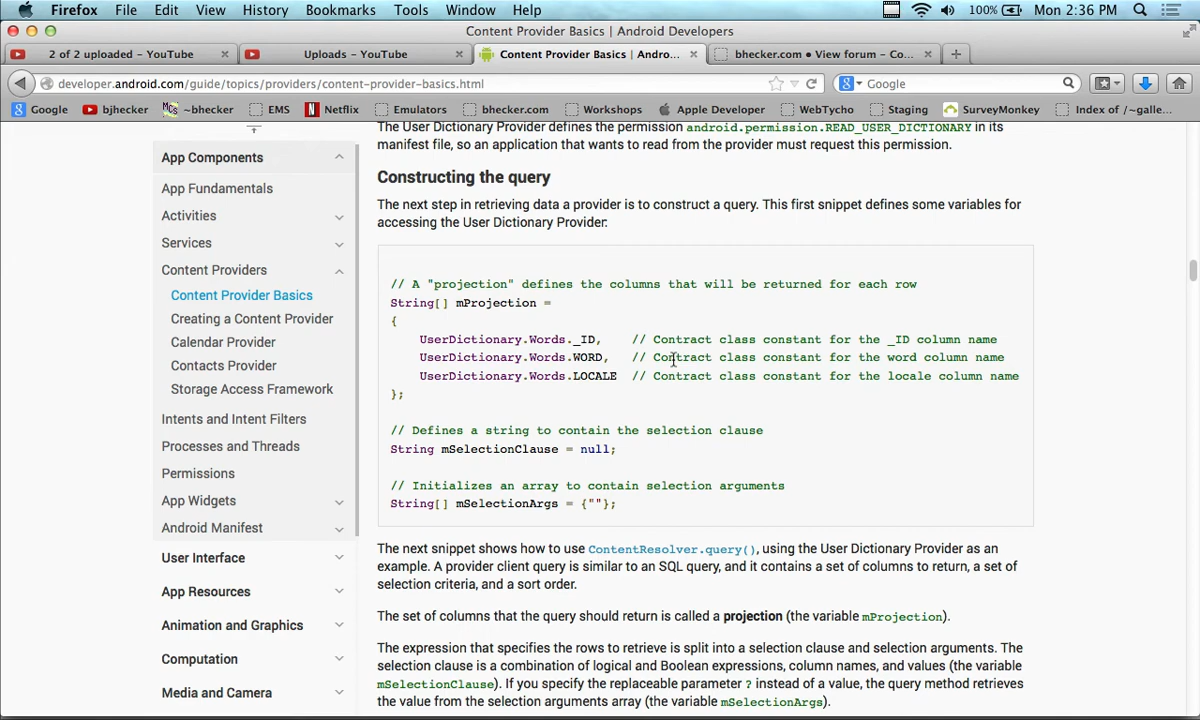 Firefox File Edit View History Bookmarks Tools Window Help 100% Mon 2:36 PM
Content Provider Basics | Android Developers
2 of 2 uploaded - YouTube × Uploads - YouTube × Content Provider Basics | Andro... × bhecker.com • View forum - Co... × +
developer.android.com/guide/topics/providers/content-provider-basics.html Google
Google bjhecker ~bhecker EMS Netflix Emulators bhecker.com Workshops Apple Developer WebTycho Staging SurveyMonkey Index of /~galle...
App Components
App Fundamentals
Activities
Services
Content Providers
Content Provider Basics
Creating a Content Provider
Calendar Provider
Contacts Provider
Storage Access Framework
Intents and Intent Filters
Processes and Threads
Permissions
App Widgets
Android Manifest
User Interface
App Resources
Animation and Graphics
Computation
Media and Camera
The User Dictionary Provider defines the permission android.permission.READ_USER_DICTIONARY in its
manifest file, so an application that wants to read from the provider must request this permission.
Constructing the query
The next step in retrieving data a provider is to construct a query. This first snippet defines some variables for
accessing the User Dictionary Provider:
// A "projection" defines the columns that will be returned for each row
String[] mProjection =
{
UserDictionary.Words._ID, // Contract class constant for the _ID column name
UserDictionary.Words.WORD, // Contract class constant for the word column name
UserDictionary.Words.LOCALE // Contract class constant for the locale column name
};
// Defines a string to contain the selection clause
String mSelectionClause = null;
// Initializes an array to contain selection arguments
String[] mSelectionArgs = {""};
The next snippet shows how to use ContentResolver.query(), using the User Dictionary Provider as an
example. A provider client query is similar to an SQL query, and it contains a set of columns to return, a set of
selection criteria, and a sort order.
The set of columns that the query should return is called a projection (the variable mProjection).
The expression that specifies the rows to retrieve is split into a selection clause and selection arguments. The
selection clause is a combination of logical and Boolean expressions, column names, and values (the variable
mSelectionClause). If you specify the replaceable parameter ? instead of a value, the query method retrieves
the value from the selection arguments array (the variable mSelectionArgs).